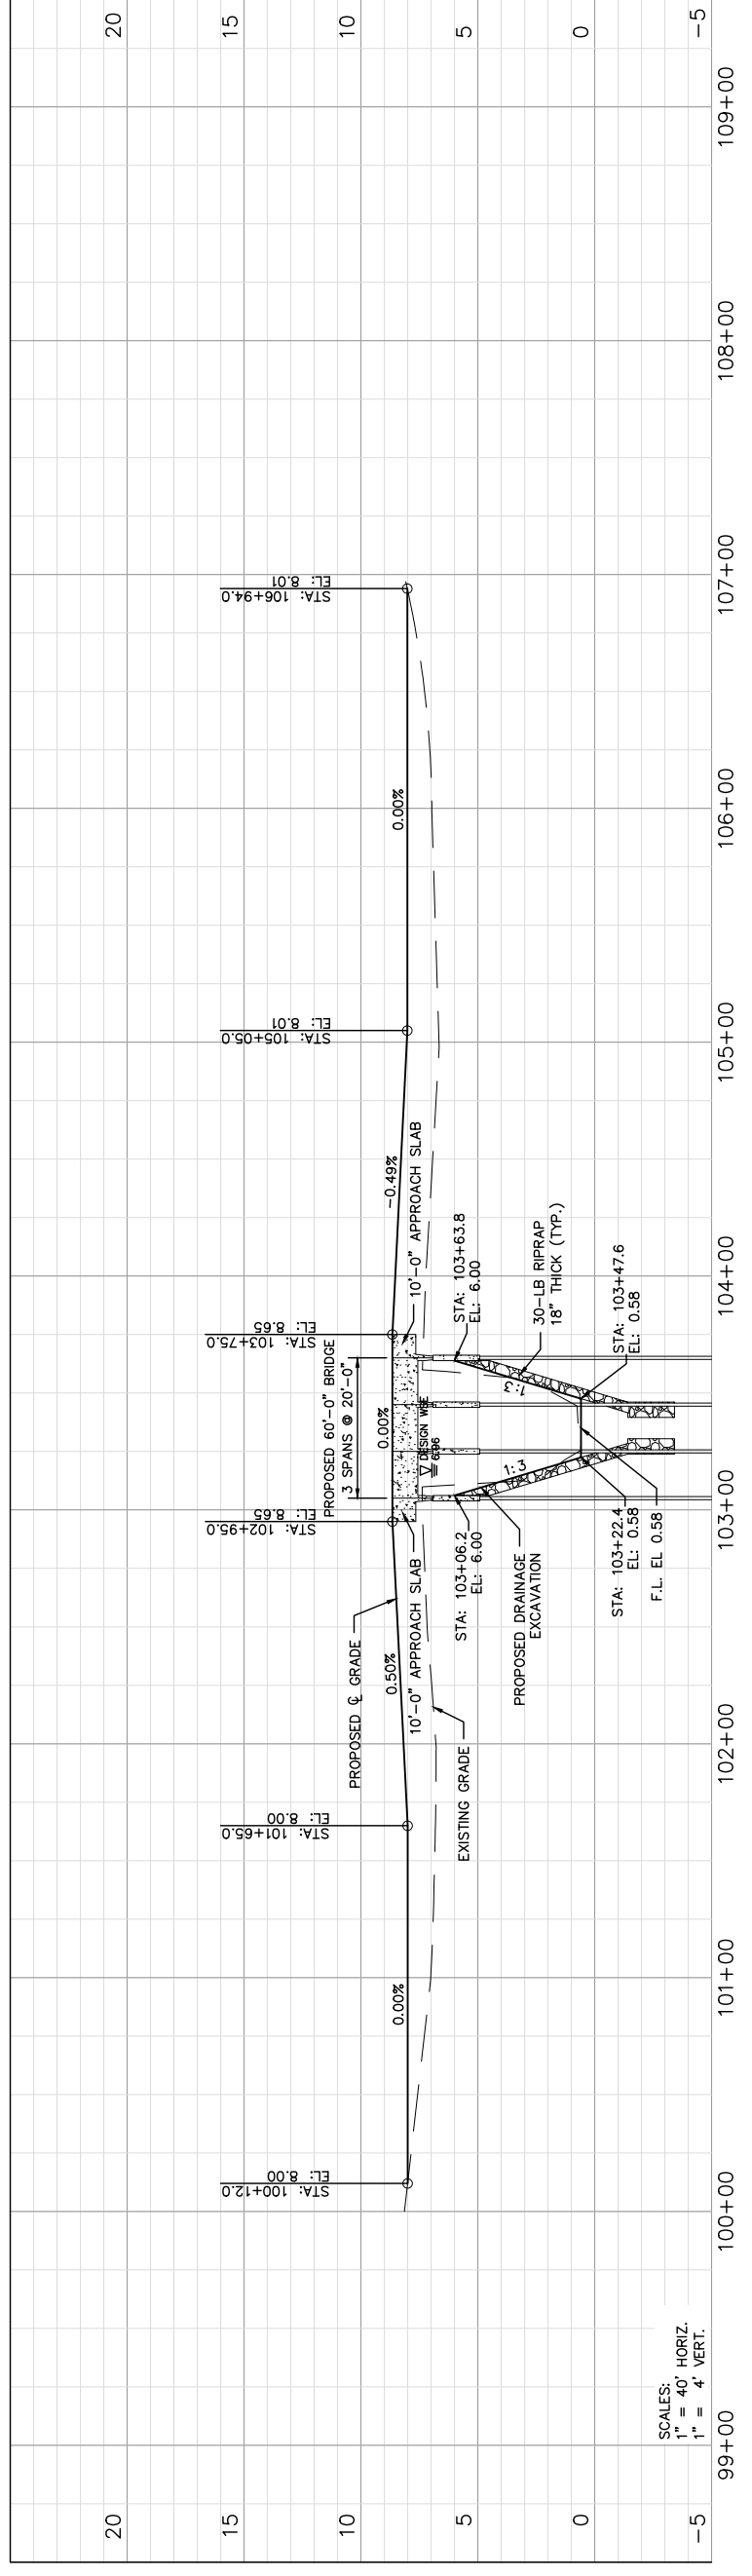 20
15
10
5
0
-5
20
15
10
5
0
-5
99+00
100+00
101+00
102+00
103+00
104+00
105+00
106+00
107+00
108+00
109+00
SCALES:
1" = 40' HORIZ.
1" = 4' VERT.
STA: 100+12.0
EL: 8.00
0.00%
STA: 101+65.0
EL: 8.00
PROPOSED ℄ GRADE
0.50%
10'-0" APPROACH SLAB
EXISTING GRADE
STA: 102+95.0
EL: 8.65
PROPOSED 60'-0" BRIDGE
3 SPANS @ 20'-0"
0.00%
DESIGN WSE
6.96
STA: 103+75.0
EL: 8.65
10'-0" APPROACH SLAB
-0.49%
STA: 105+05.0
EL: 8.01
0.00%
STA: 106+94.0
EL: 8.01
STA: 103+06.2
EL: 6.00
PROPOSED DRAINAGE
EXCAVATION
1:3
1:3
STA: 103+22.4
EL: 0.58
F.L. EL 0.58
STA: 103+63.8
EL: 6.00
30-LB RIPRAP
18" THICK (TYP.)
STA: 103+47.6
EL: 0.58